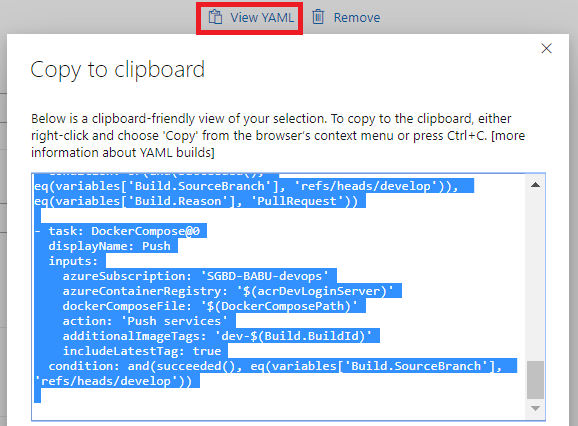 View YAML Remove
Copy to clipboard
Below is a clipboard-friendly view of your selection. To copy to the clipboard, either
right-click and choose 'Copy' from the browser's context menu or press Ctrl+C. [more
information about YAML builds]
eq(variables['Build.SourceBranch'], 'refs/heads/develop')),
eq(variables['Build.Reason'], 'PullRequest'))
- task: DockerCompose@0
  displayName: Push
  inputs:
    azureSubscription: 'SGBD-BABU-devops'
    azureContainerRegistry: '$(acrDevLoginServer)'
    dockerComposeFile: '$(DockerComposePath)'
    action: 'Push services'
    additionalImageTags: 'dev-$(Build.BuildId)'
    includeLatestTag: true
  condition: and(succeeded(), eq(variables['Build.SourceBranch'],
'refs/heads/develop'))